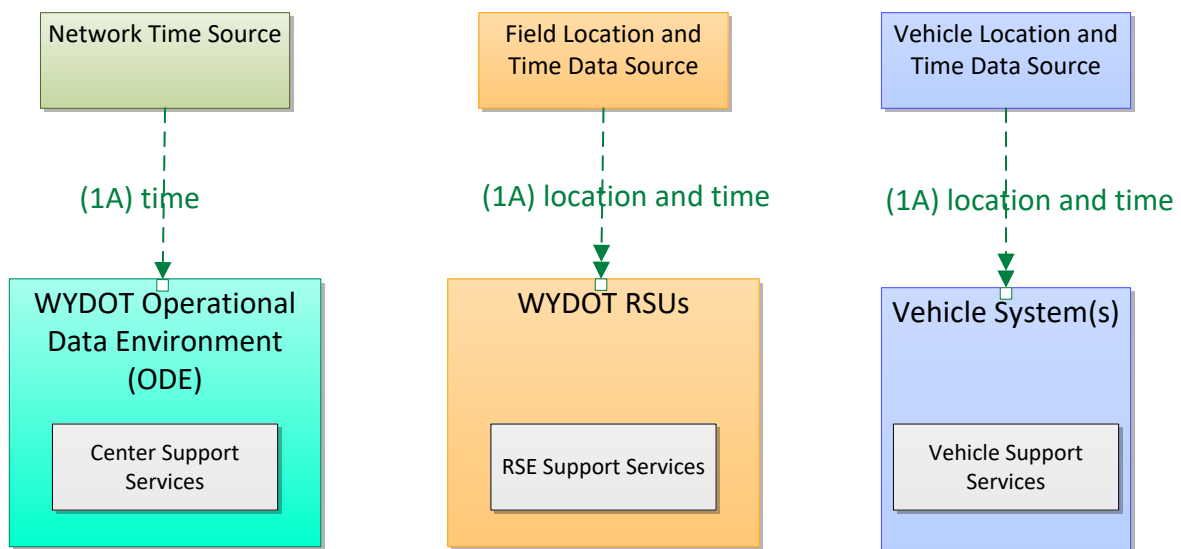 Network Time Source
Field Location and
Time Data Source
Vehicle Location and
Time Data Source
(1A) time
(1A) location and time
(1A) location and time
WYDOT Operational
Data Environment
(ODE)
Center Support
Services
WYDOT RSUs
RSE Support Services
Vehicle System(s)
Vehicle Support
Services